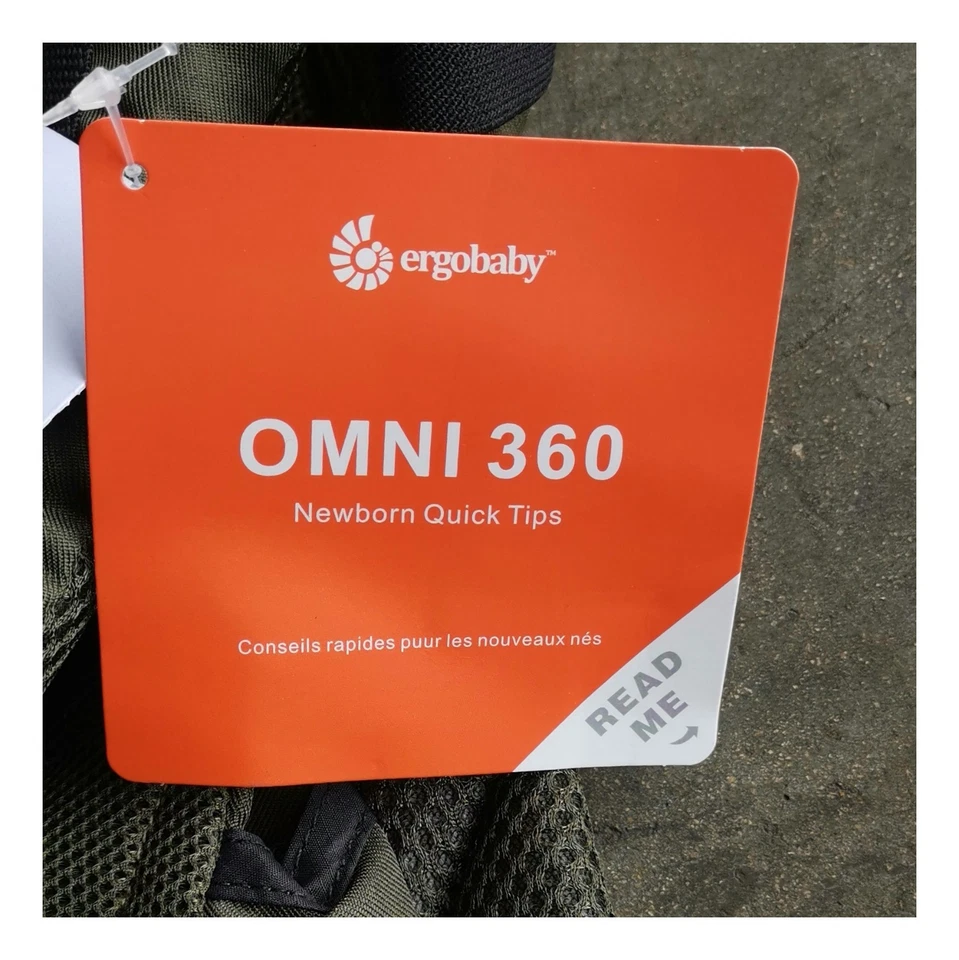 ergobaby™
OMNI 360
Newborn Quick Tips
Conseils rapides puur les nouveaux nés
READ
ME